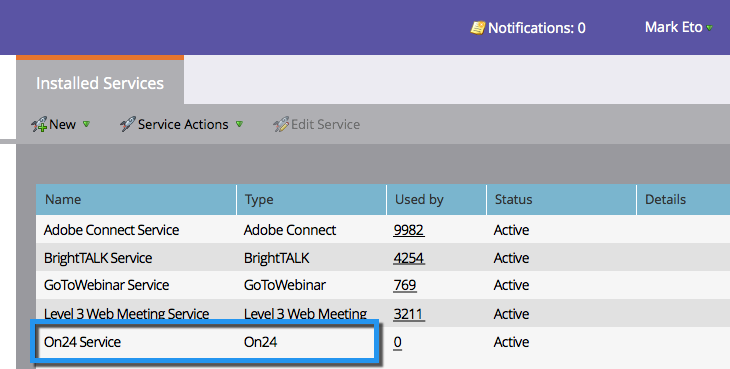 Notifications: 0 Mark Eto
Installed Services
New Service Actions Edit Service
Name Type Used by Status Details
Adobe Connect Service Adobe Connect 9982 Active
BrightTALK Service BrightTALK 4254 Active
GoToWebinar Service GoToWebinar 769 Active
Level 3 Web Meeting Service Level 3 Web Meeting 3211 Active
On24 Service On24 0 Active